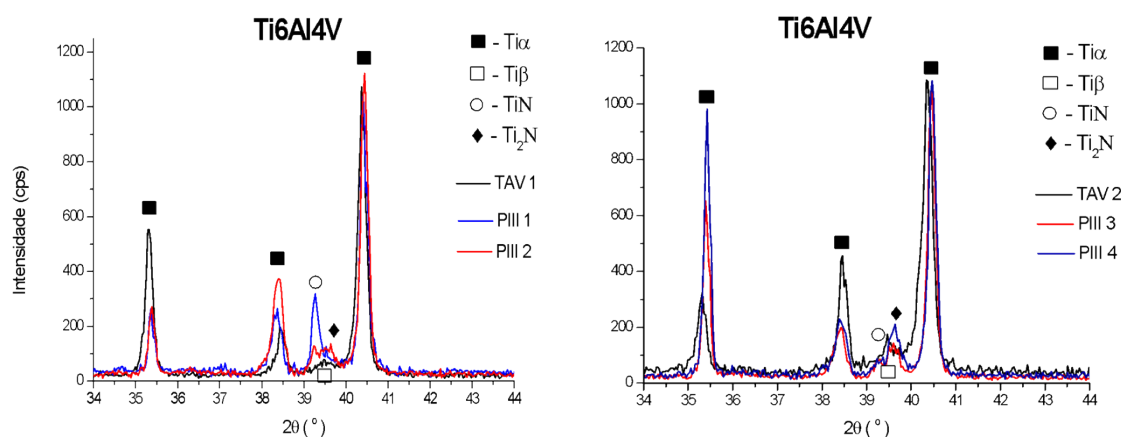 Ti6Al4V
- Tiα
- Tiβ
- TiN
- Ti₂N
TAV 1
PIII 1
PIII 2
Intensidade (cps)
1200
1000
800
600
400
200
0
34 35 36 37 38 39 40 41 42 43 44
2θ ( ° )
Ti6Al4V
- Tiα
- Tiβ
- TiN
- Ti₂N
TAV 2
PIII 3
PIII 4
1200
1000
800
600
400
200
0
34 35 36 37 38 39 40 41 42 43 44
2θ ( ° )